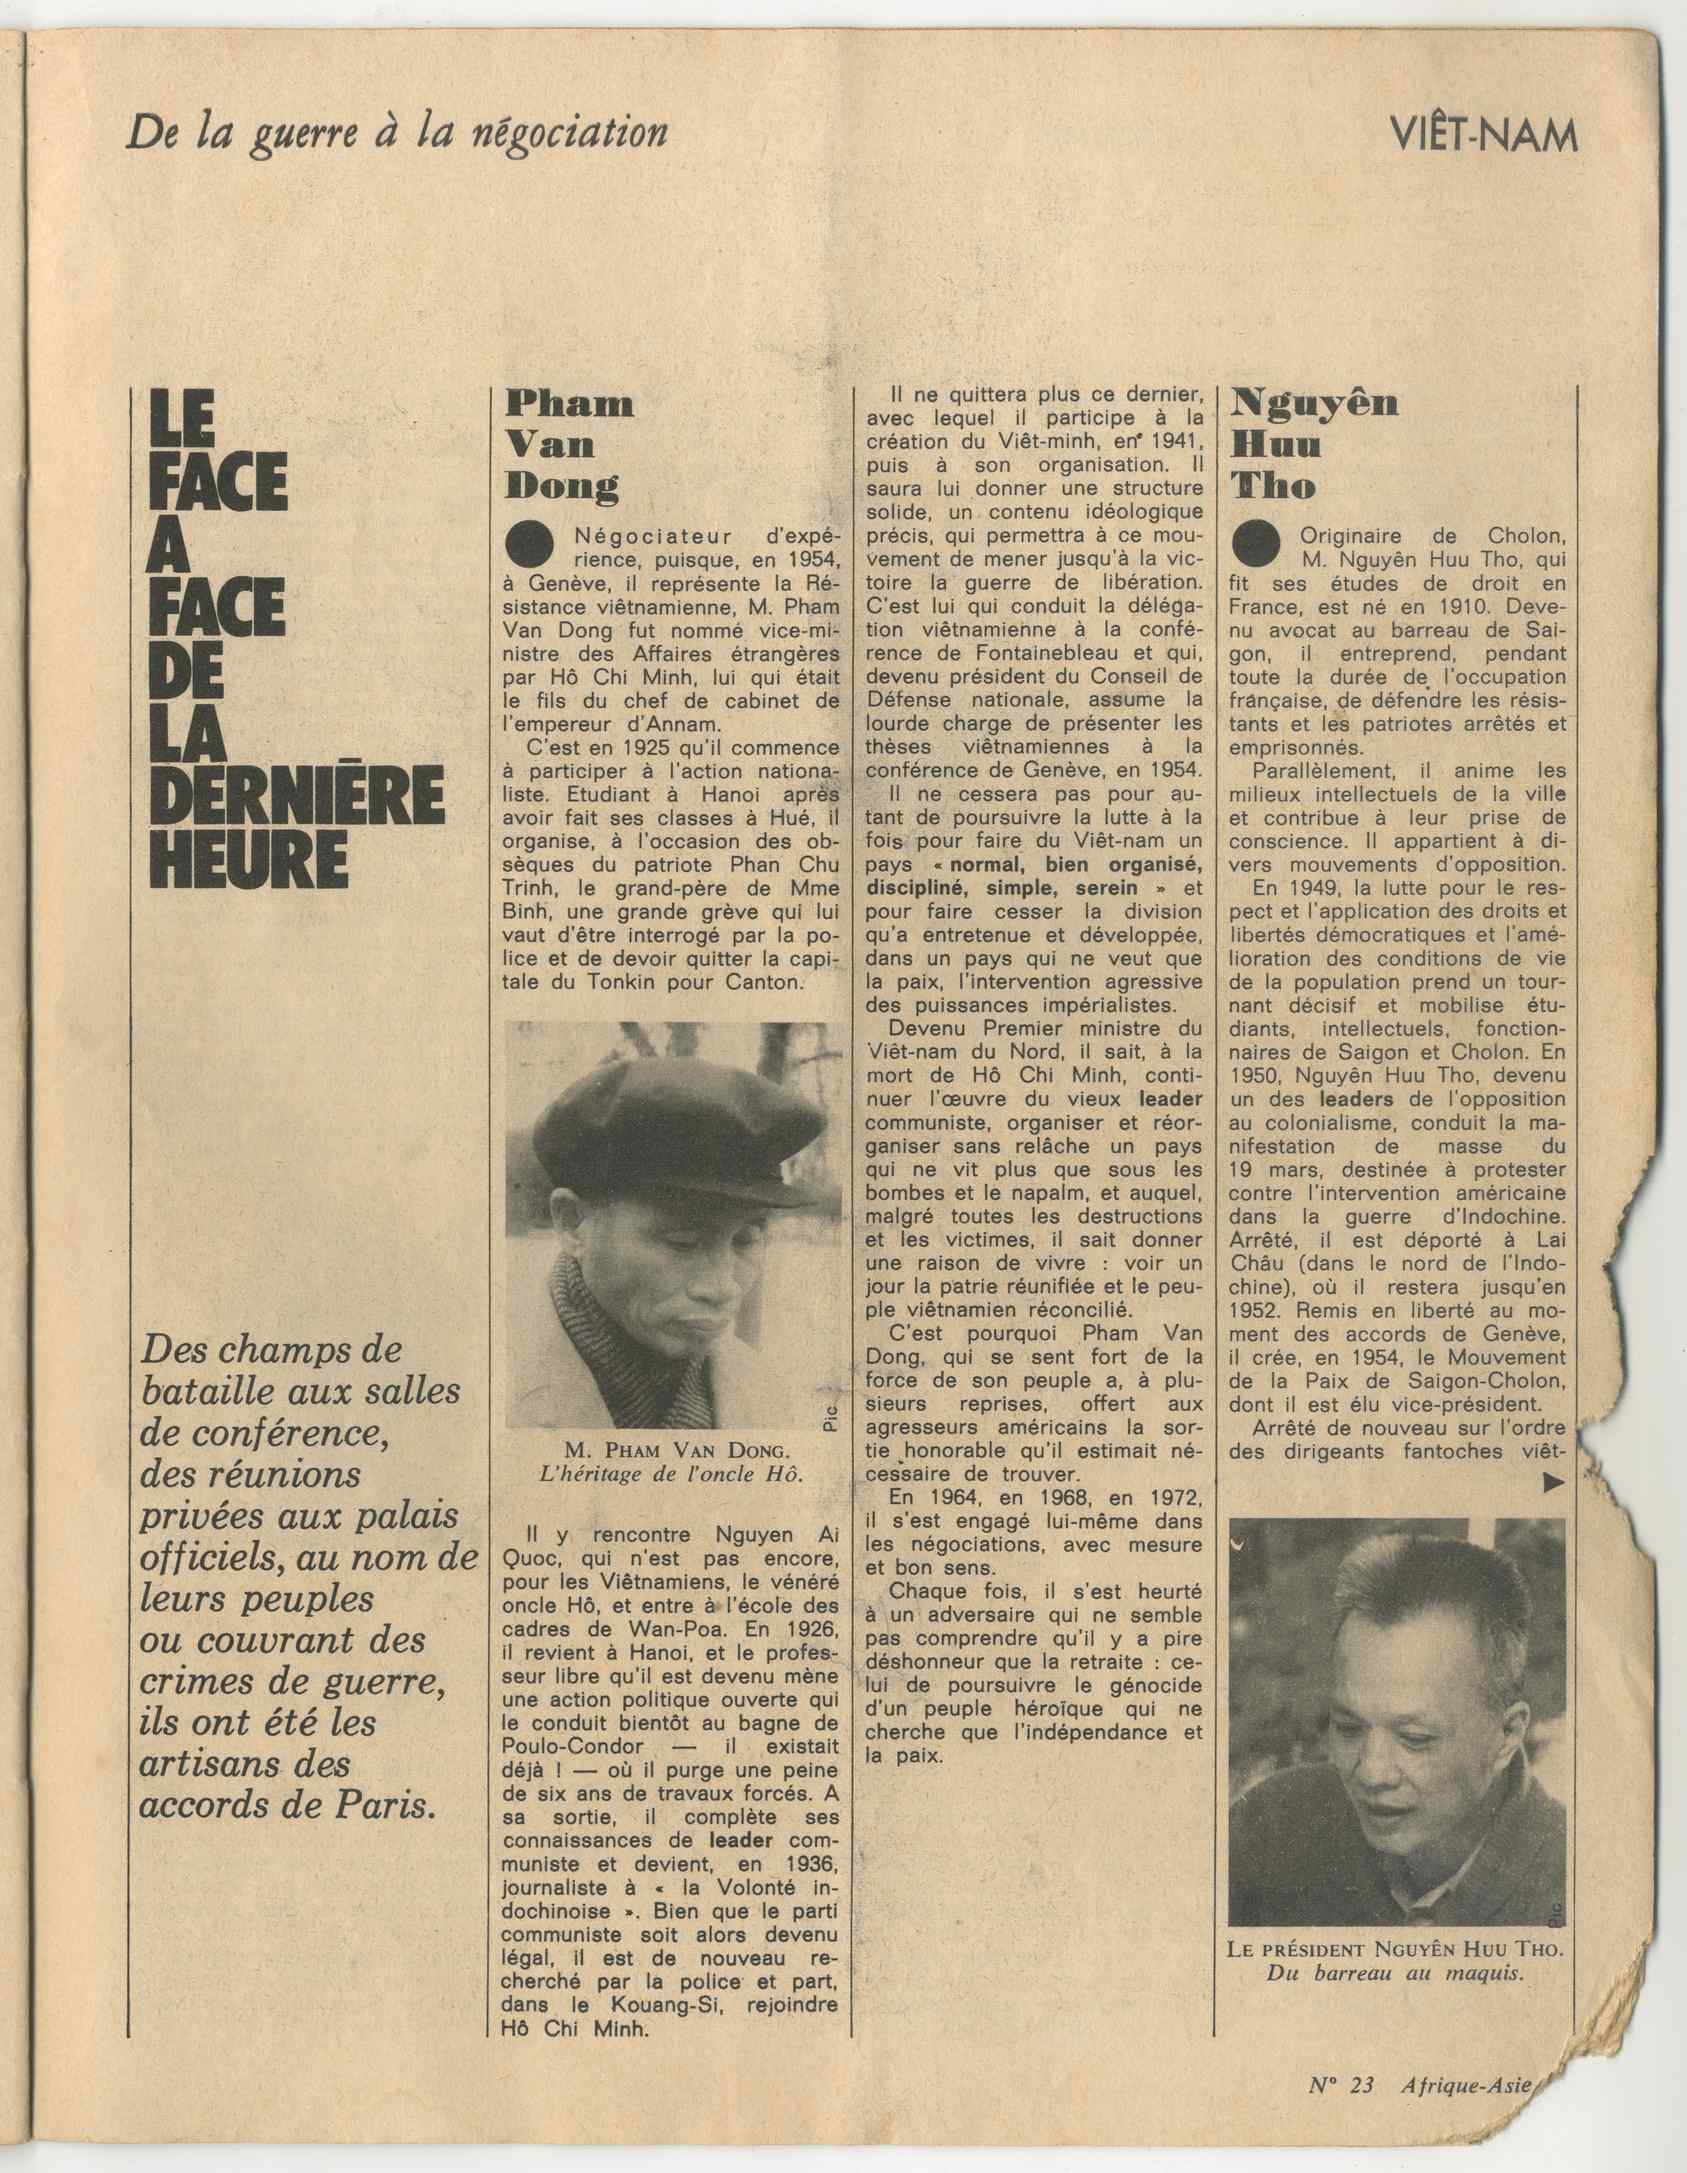 De la guerre à la négociation
VIÊT-NAM
LE
FACE
A
FACE
DE
LA
DERNIÈRE
HEURE
Des champs de
bataille aux salles
de conférence,
des réunions
privées aux palais
officiels, au nom de
leurs peuples
ou couvrant des
crimes de guerre,
ils ont été les
artisans des
accords de Paris.
Pham
Van
Dong
Négociateur d'expé-
rience, puisque, en 1954,
à Genève, il représente la Ré-
sistance viêtnamienne, M. Pham
Van Dong fut nommé vice-mi-
nistre des Affaires étrangères
par Hô Chi Minh, lui qui était
le fils du chef de cabinet de
l'empereur d'Annam.
C'est en 1925 qu'il commence
à participer à l'action nationa-
liste. Etudiant à Hanoi après
avoir fait ses classes à Hué, il
organise, à l'occasion des ob-
sèques du patriote Phan Chu
Trinh, le grand-père de Mme
Binh, une grande grève qui lui
vaut d'être interrogé par la po-
lice et de devoir quitter la capi-
tale du Tonkin pour Canton.
Pic
M. PHAM VAN DONG.
L'héritage de l'oncle Hô.
Il y rencontre Nguyen Ai
Quoc, qui n'est pas encore,
pour les Viêtnamiens, le vénéré
oncle Hô, et entre à l'école des
cadres de Wan-Poa. En 1926,
il revient à Hanoi, et le profes-
seur libre qu'il est devenu mène
une action politique ouverte qui
le conduit bientôt au bagne de
Poulo-Condor — il existait
déjà ! — où il purge une peine
de six ans de travaux forcés. A
sa sortie, il complète ses
connaissances de leader com-
muniste et devient, en 1936,
journaliste à « la Volonté in-
dochinoise ». Bien que le parti
communiste soit alors devenu
légal, il est de nouveau re-
cherché par la police et part,
dans le Kouang-Si, rejoindre
Hô Chi Minh.
Il ne quittera plus ce dernier,
avec lequel il participe à la
création du Viêt-minh, en 1941,
puis à son organisation. Il
saura lui donner une structure
solide, un contenu idéologique
précis, qui permettra à ce mou-
vement de mener jusqu'à la vic-
toire la guerre de libération.
C'est lui qui conduit la déléga-
tion viêtnamienne à la confé-
rence de Fontainebleau et qui,
devenu président du Conseil de
Défense nationale, assume la
lourde charge de présenter les
thèses viêtnamiennes à la
conférence de Genève, en 1954.
Il ne cessera pas pour au-
tant de poursuivre la lutte à la
fois pour faire du Viêt-nam un
pays « normal, bien organisé,
discipliné, simple, serein » et
pour faire cesser la division
qu'a entretenue et développée,
dans un pays qui ne veut que
la paix, l'intervention agressive
des puissances impérialistes.
Devenu Premier ministre du
Viêt-nam du Nord, il sait, à la
mort de Hô Chi Minh, conti-
nuer l'œuvre du vieux leader
communiste, organiser et réor-
ganiser sans relâche un pays
qui ne vit plus que sous les
bombes et le napalm, et auquel,
malgré toutes les destructions
et les victimes, il sait donner
une raison de vivre : voir un
jour la patrie réunifiée et le peu-
ple viêtnamien réconcilié.
C'est pourquoi Pham Van
Dong, qui se sent fort de la
force de son peuple a, à plu-
sieurs reprises, offert aux
agresseurs américains la sor-
tie honorable qu'il estimait né-
cessaire de trouver.
En 1964, en 1968, en 1972,
il s'est engagé lui-même dans
les négociations, avec mesure
et bon sens.
Chaque fois, il s'est heurté
à un adversaire qui ne semble
pas comprendre qu'il y a pire
déshonneur que la retraite : ce-
lui de poursuivre le génocide
d'un peuple héroïque qui ne
cherche que l'indépendance et
la paix.
Nguyên
Huu
Tho
Originaire de Cholon,
M. Nguyên Huu Tho, qui
fit ses études de droit en
France, est né en 1910. Deve-
nu avocat au barreau de Sai-
gon, il entreprend, pendant
toute la durée de l'occupation
française, de défendre les résis-
tants et les patriotes arrêtés et
emprisonnés.
Parallèlement, il anime les
milieux intellectuels de la ville
et contribue à leur prise de
conscience. Il appartient à di-
vers mouvements d'opposition.
En 1949, la lutte pour le res-
pect et l'application des droits et
libertés démocratiques et l'amé-
lioration des conditions de vie
de la population prend un tour-
nant décisif et mobilise étu-
diants, intellectuels, fonction-
naires de Saigon et Cholon. En
1950, Nguyên Huu Tho, devenu
un des leaders de l'opposition
au colonialisme, conduit la ma-
nifestation de masse du
19 mars, destinée à protester
contre l'intervention américaine
dans la guerre d'Indochine.
Arrêté, il est déporté à Lai
Châu (dans le nord de l'Indo-
chine), où il restera jusqu'en
1952. Remis en liberté au mo-
ment des accords de Genève,
il crée, en 1954, le Mouvement
de la Paix de Saigon-Cholon,
dont il est élu vice-président.
Arrêté de nouveau sur l'ordre
des dirigeants fantoches viêt-
Pic
LE PRÉSIDENT NGUYÊN HUU THO.
Du barreau au maquis.
N° 23 Afrique-Asie